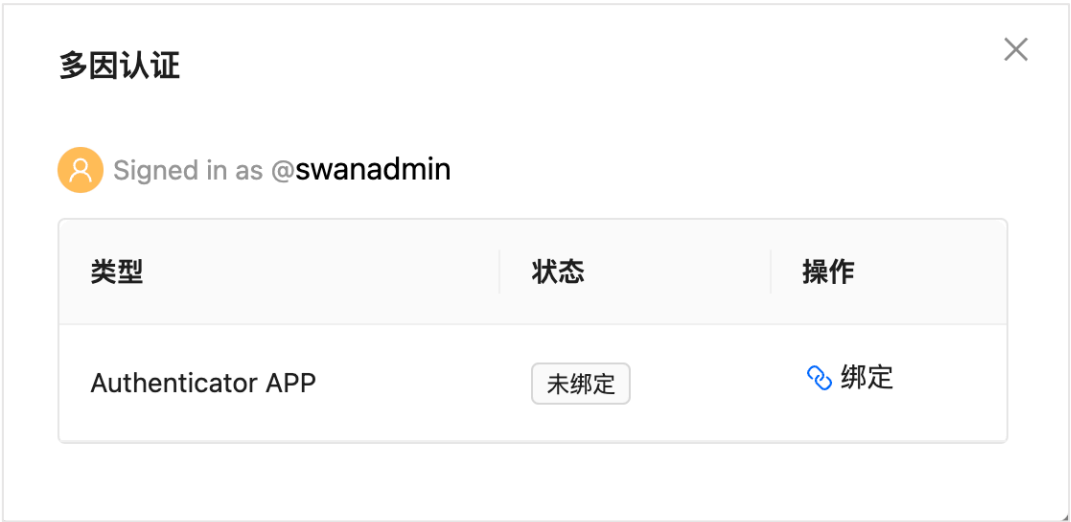 多因认证
Signed in as @swanadmin
类型 状态 操作
Authenticator APP 未绑定 绑定